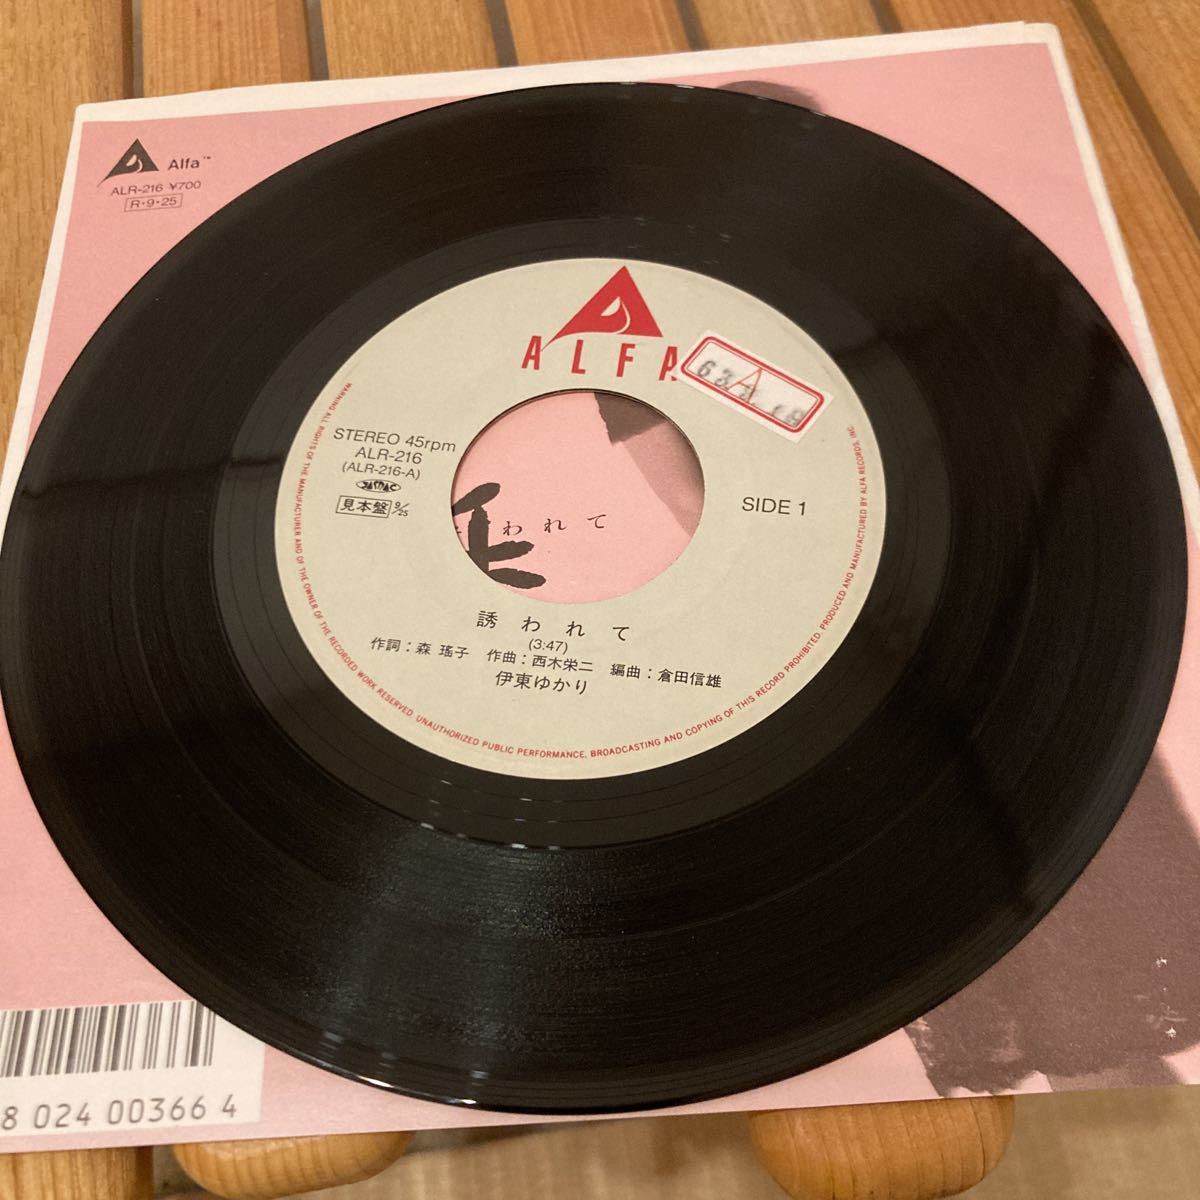 Alfa™
ALR-216 ¥700
R・9・25
ALFA
STEREO 45rpm
ALR-216
(ALR-216-A)
JASRAC
見本盤 9/25
SIDE 1
われて
誘われて
(3:47)
作詞：森 瑤子 作曲：西木栄二 編曲：倉田信雄
伊東ゆかり
WARNING ALL RIGHTS OF THE MANUFACTURER AND OF THE OWNER OF THE RECORDED WORK RESERVED. UNAUTHORIZED PUBLIC PERFORMANCE, BROADCASTING AND COPYING OF THIS RECORD PROHIBITED. PRODUCED AND MANUFACTURED BY ALFA RECORDS, INC.
8 024 00366 4